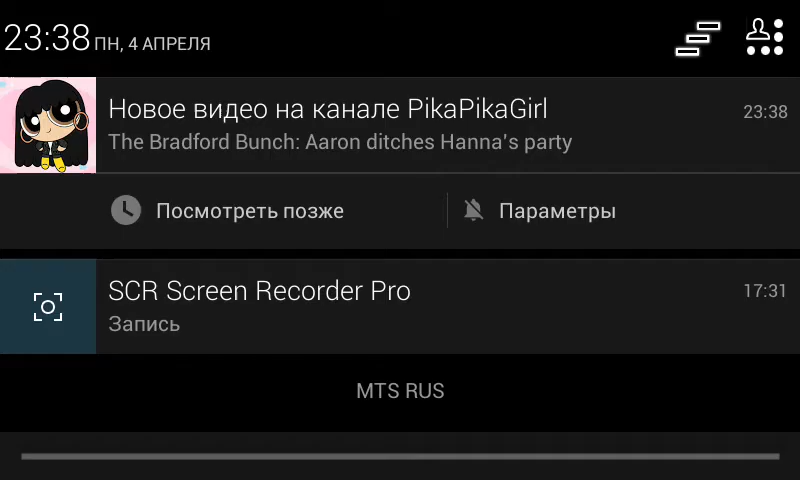 23:38 ПН, 4 АПРЕЛЯ
Новое видео на канале PikaPikaGirl 23:38
The Bradford Bunch: Aaron ditches Hanna's party
Посмотреть позже Параметры
SCR Screen Recorder Pro 17:31
Запись
MTS RUS